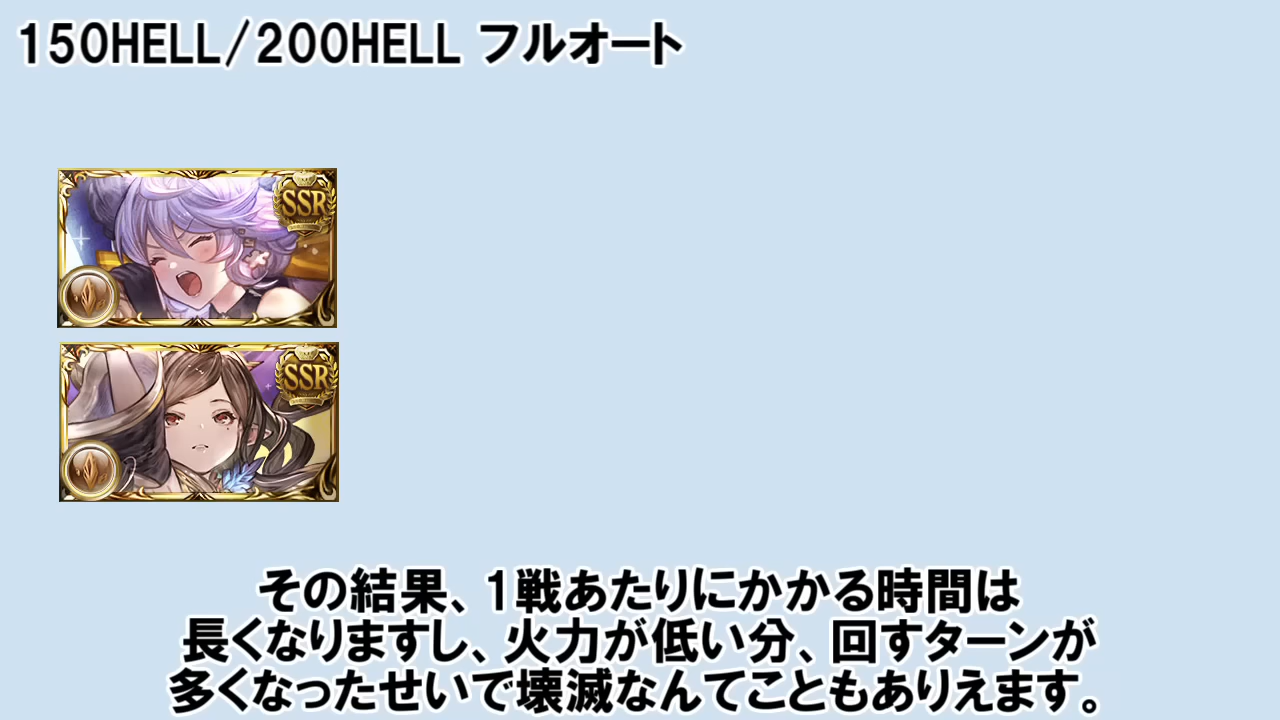 150HELL/200HELL フルオート
SSR
SSR
その結果、1戦あたりにかかる時間は
長くなりますし、火力が低い分、回すターンが
多くなったせいで壊滅なんてこともありえます。